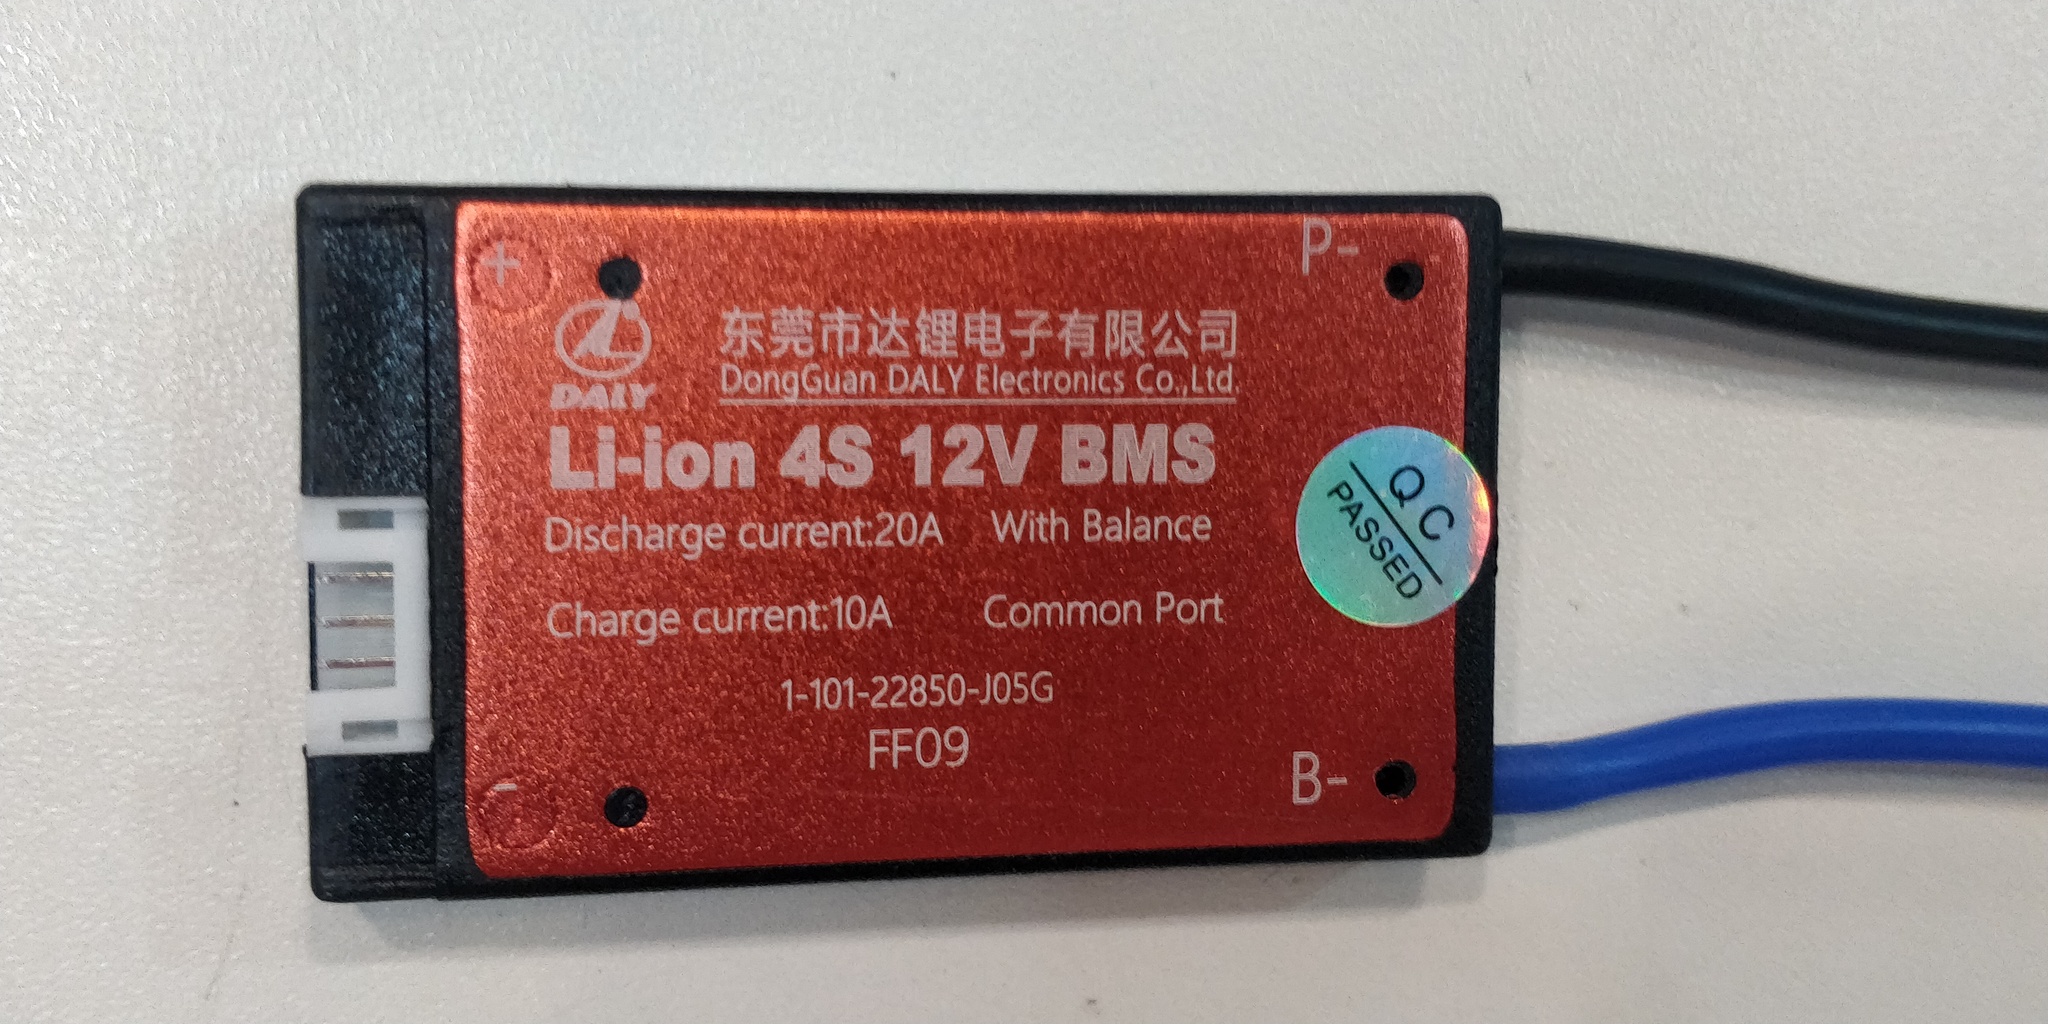 +
P-
DALY
东莞市达锂电子有限公司
DongGuan DALY Electronics Co.,Ltd.
Li-ion 4S 12V BMS
Discharge current:20A With Balance
Charge current:10A Common Port
QC
PASSED
1-101-22850-J05G
FF09
-
B-